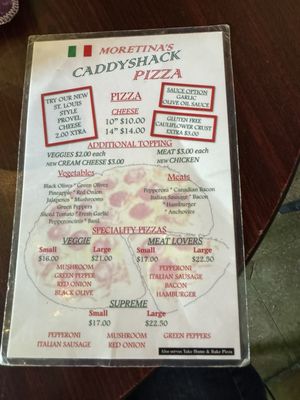 MORETINA'S
CADDYSHACK
PIZZA
TRY OUR NEW
ST. LOUIS
STYLE
PROVEL
CHEESE
2.00 XTRA
PIZZA
CHEESE
10" $10.00
14" $14.00
SAUCE OPTION
GARLIC
OLIVE OIL SAUCE
GLUTEN FREE
CAULIFLOWER CRUST
EXTRA $3.00
ADDITIONAL TOPPING
VEGGIES $2.00 each
MEAT $3.00 each
NEW CREAM CHEESE $3.00
NEW CHICKEN
Vegetables
Black Olives * Green Olives
Pineapple * Red Onion
Jalapenos * Mushrooms
Green Peppers
Sliced Tomato * Fresh Garlic
Pepperoncinis * Basil
Meats
Pepperoni * Canadian Bacon
Italian Sausage * Bacon
*Hamburger
Anchovies
SPECIALITY PIZZAS
VEGGIE
Small Large
$16.00 $21.00
MUSHROOM
GREEN PEPPER
RED ONION
BLACK OLIVE
MEAT LOVERS
Small Large
$17.00 $22.50
PEPPERONI
ITALIAN SAUSAGE
BACON
HAMBURGER
SUPREME
Small Large
$17.00 $22.50
PEPPERONI MUSHROOM GREEN PEPPERS
ITALIAN SAUSAGE RED ONION
Also serves Take Home & Bake Pizza